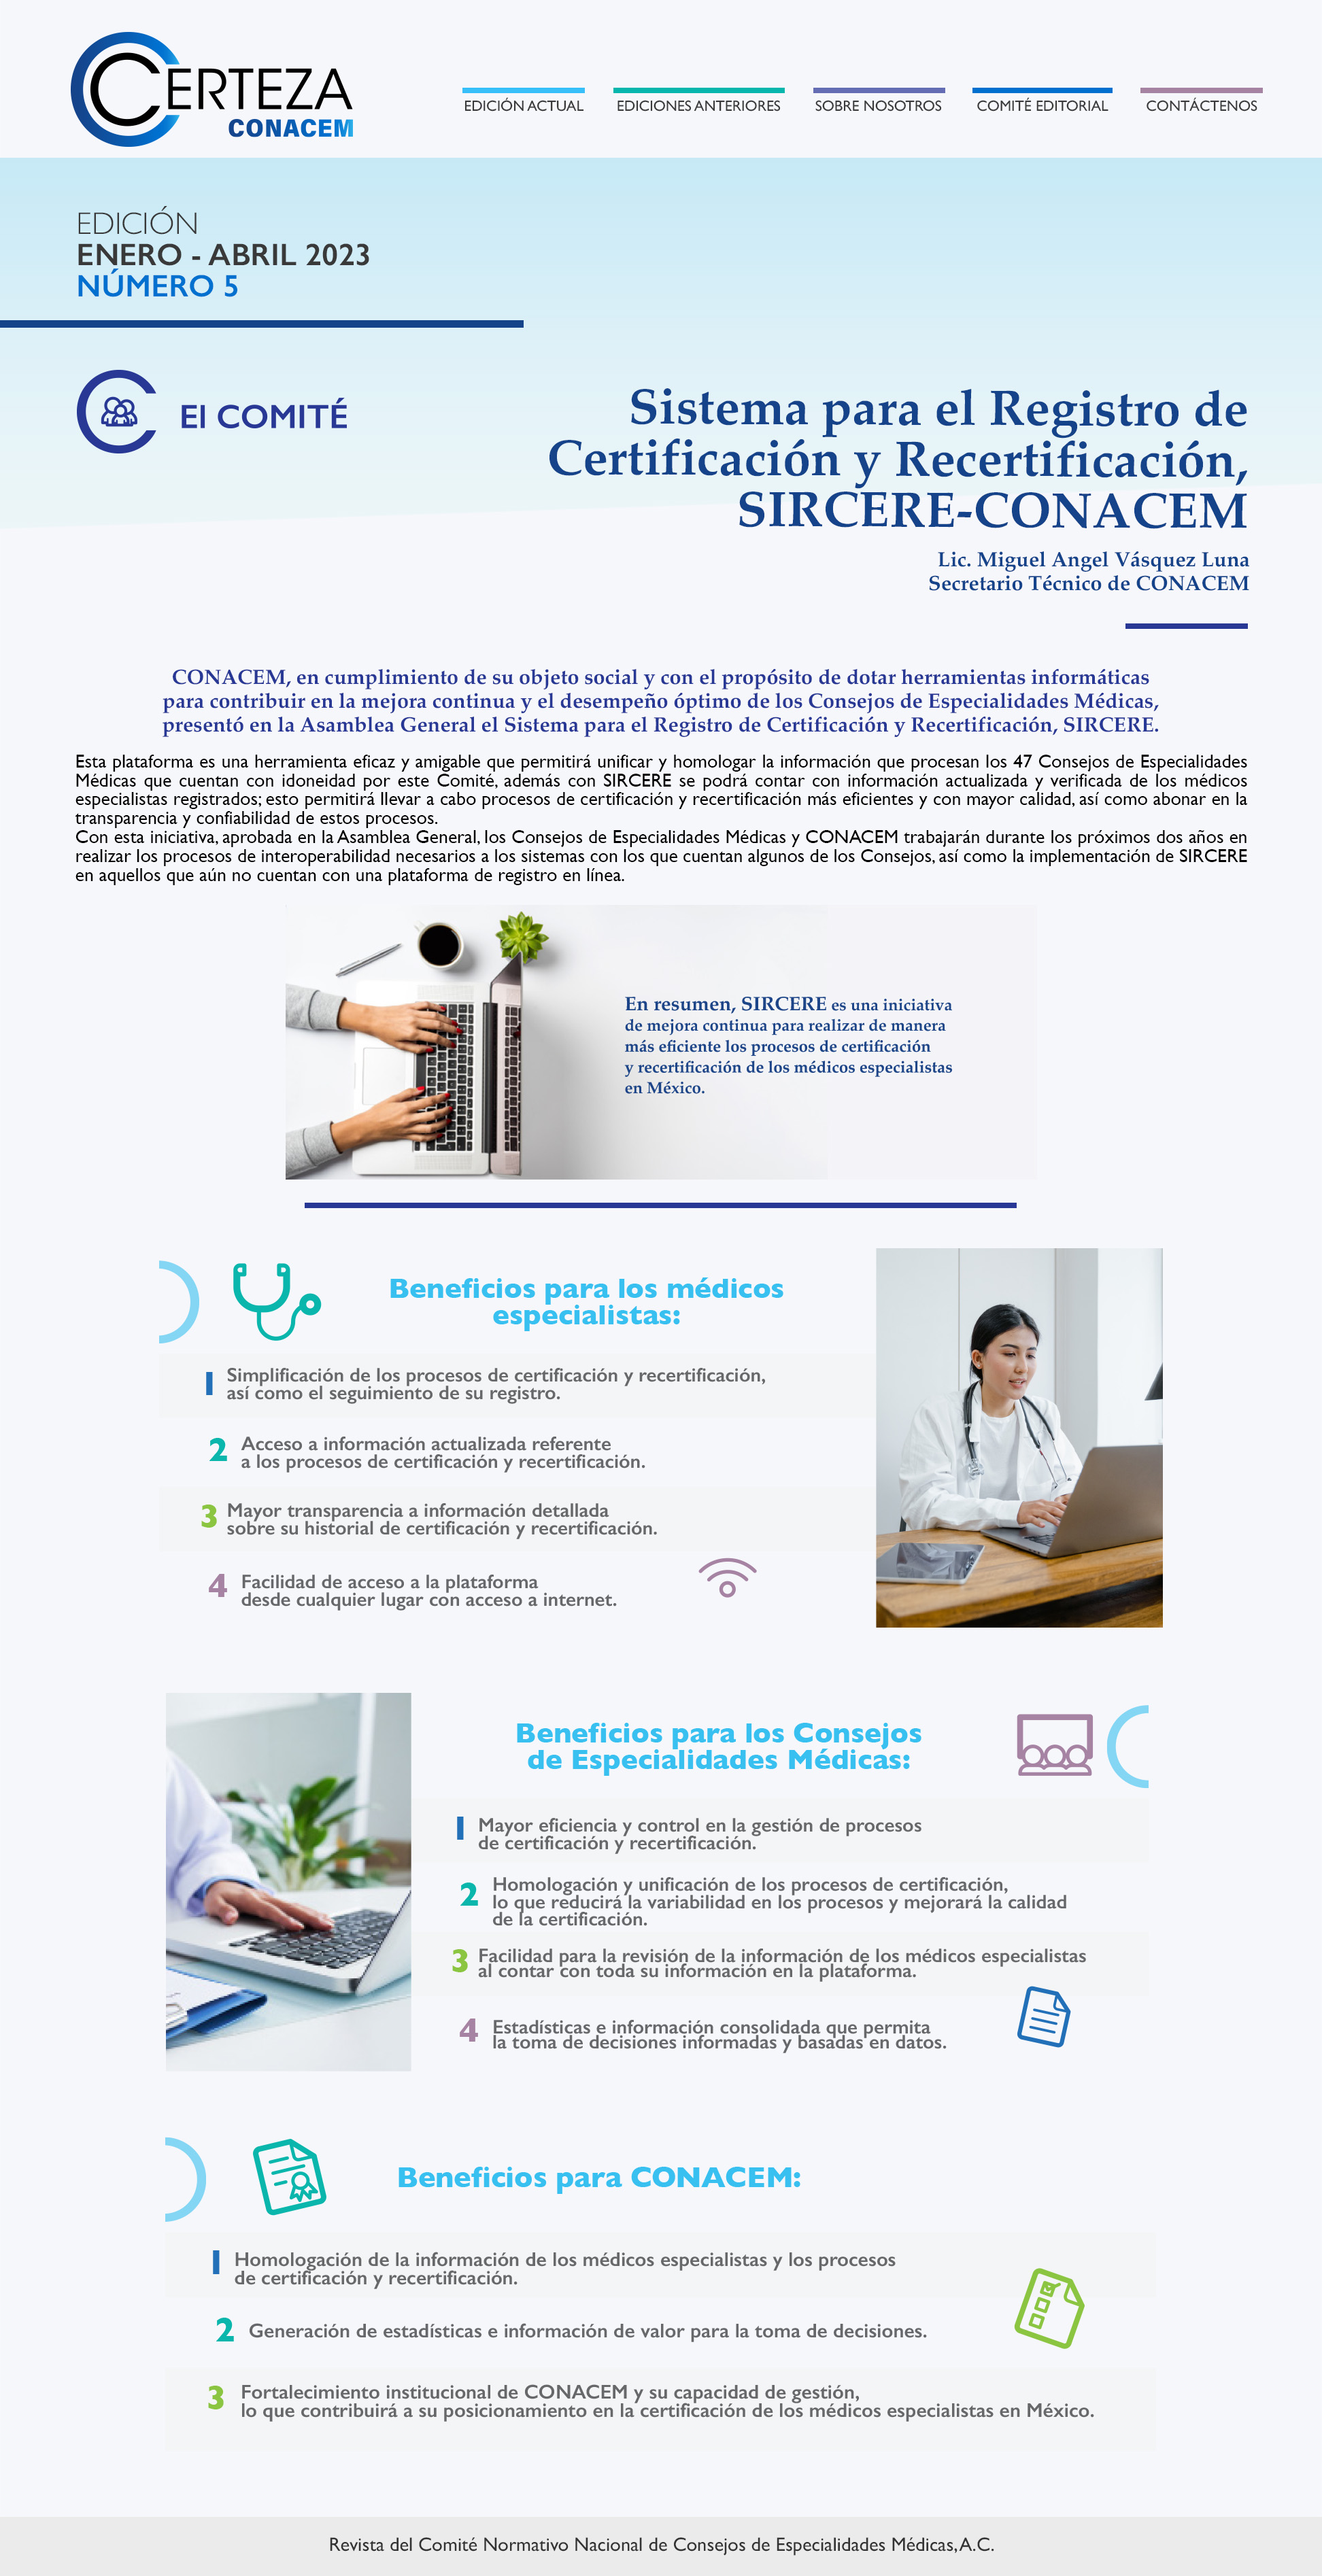 CERTEZA
CONACEM
EDICIÓN ACTUAL
EDICIONES ANTERIORES
SOBRE NOSOTROS
COMITÉ EDITORIAL
CONTÁCTENOS
EDICIÓN
ENERO - ABRIL 2023
NÚMERO 5
El COMITÉ
Sistema para el Registro de
Certificación y Recertificación,
SIRCERE-CONACEM
Lic. Miguel Angel Vásquez Luna
Secretario Técnico de CONACEM
CONACEM, en cumplimiento de su objeto social y con el propósito de dotar herramientas informáticas
para contribuir en la mejora continua y el desempeño óptimo de los Consejos de Especialidades Médicas,
presentó en la Asamblea General el Sistema para el Registro de Certificación y Recertificación, SIRCERE.
Esta plataforma es una herramienta eficaz y amigable que permitirá unificar y homologar la información que procesan los 47 Consejos de Especialidades
Médicas que cuentan con idoneidad por este Comité, además con SIRCERE se podrá contar con información actualizada y verificada de los médicos
especialistas registrados; esto permitirá llevar a cabo procesos de certificación y recertificación más eficientes y con mayor calidad, así como abonar en la
transparencia y confiabilidad de estos procesos.
Con esta iniciativa, aprobada en la Asamblea General, los Consejos de Especialidades Médicas y CONACEM trabajarán durante los próximos dos años en
realizar los procesos de interoperabilidad necesarios a los sistemas con los que cuentan algunos de los Consejos, así como la implementación de SIRCERE
en aquellos que aún no cuentan con una plataforma de registro en línea.
En resumen, SIRCERE es una iniciativa
de mejora continua para realizar de manera
más eficiente los procesos de certificación
y recertificación de los médicos especialistas
en México.
Beneficios para los médicos
especialistas:
1 Simplificación de los procesos de certificación y recertificación,
así como el seguimiento de su registro.
2 Acceso a información actualizada referente
a los procesos de certificación y recertificación.
3 Mayor transparencia a información detallada
sobre su historial de certificación y recertificación.
4 Facilidad de acceso a la plataforma
desde cualquier lugar con acceso a internet.
Beneficios para los Consejos
de Especialidades Médicas:
1 Mayor eficiencia y control en la gestión de procesos
de certificación y recertificación.
2 Homologación y unificación de los procesos de certificación,
lo que reducirá la variabilidad en los procesos y mejorará la calidad
de la certificación.
3 Facilidad para la revisión de la información de los médicos especialistas
al contar con toda su información en la plataforma.
4 Estadísticas e información consolidada que permita
la toma de decisiones informadas y basadas en datos.
Beneficios para CONACEM:
1 Homologación de la información de los médicos especialistas y los procesos
de certificación y recertificación.
2 Generación de estadísticas e información de valor para la toma de decisiones.
3 Fortalecimiento institucional de CONACEM y su capacidad de gestión,
lo que contribuirá a su posicionamiento en la certificación de los médicos especialistas en México.
Revista del Comité Normativo Nacional de Consejos de Especialidades Médicas, A.C.